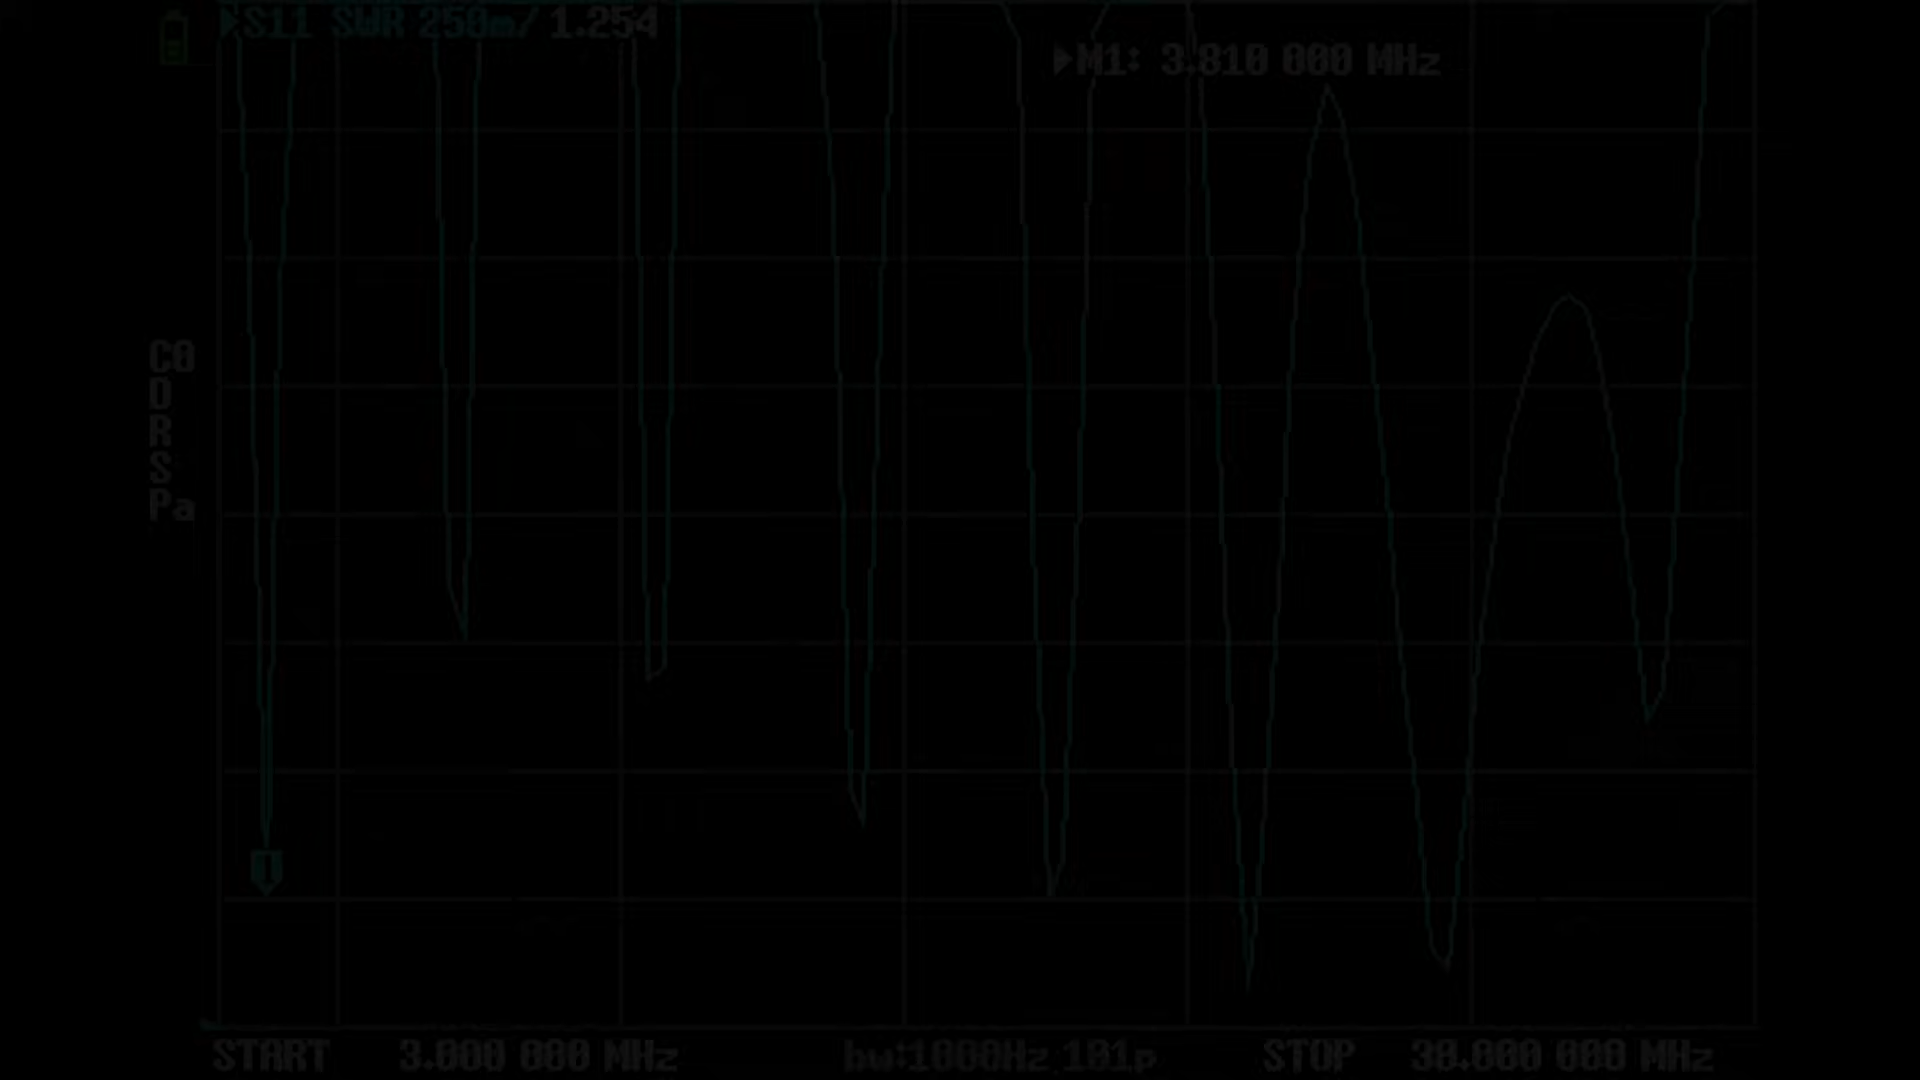 ▶S11 SWR 250m/ 1.254
▶M1: 3.810 000 MHz
C0
D
R
S
Pa
1
START 3.000 000 MHz bw:1000Hz 101p STOP 30.000 000 MHz